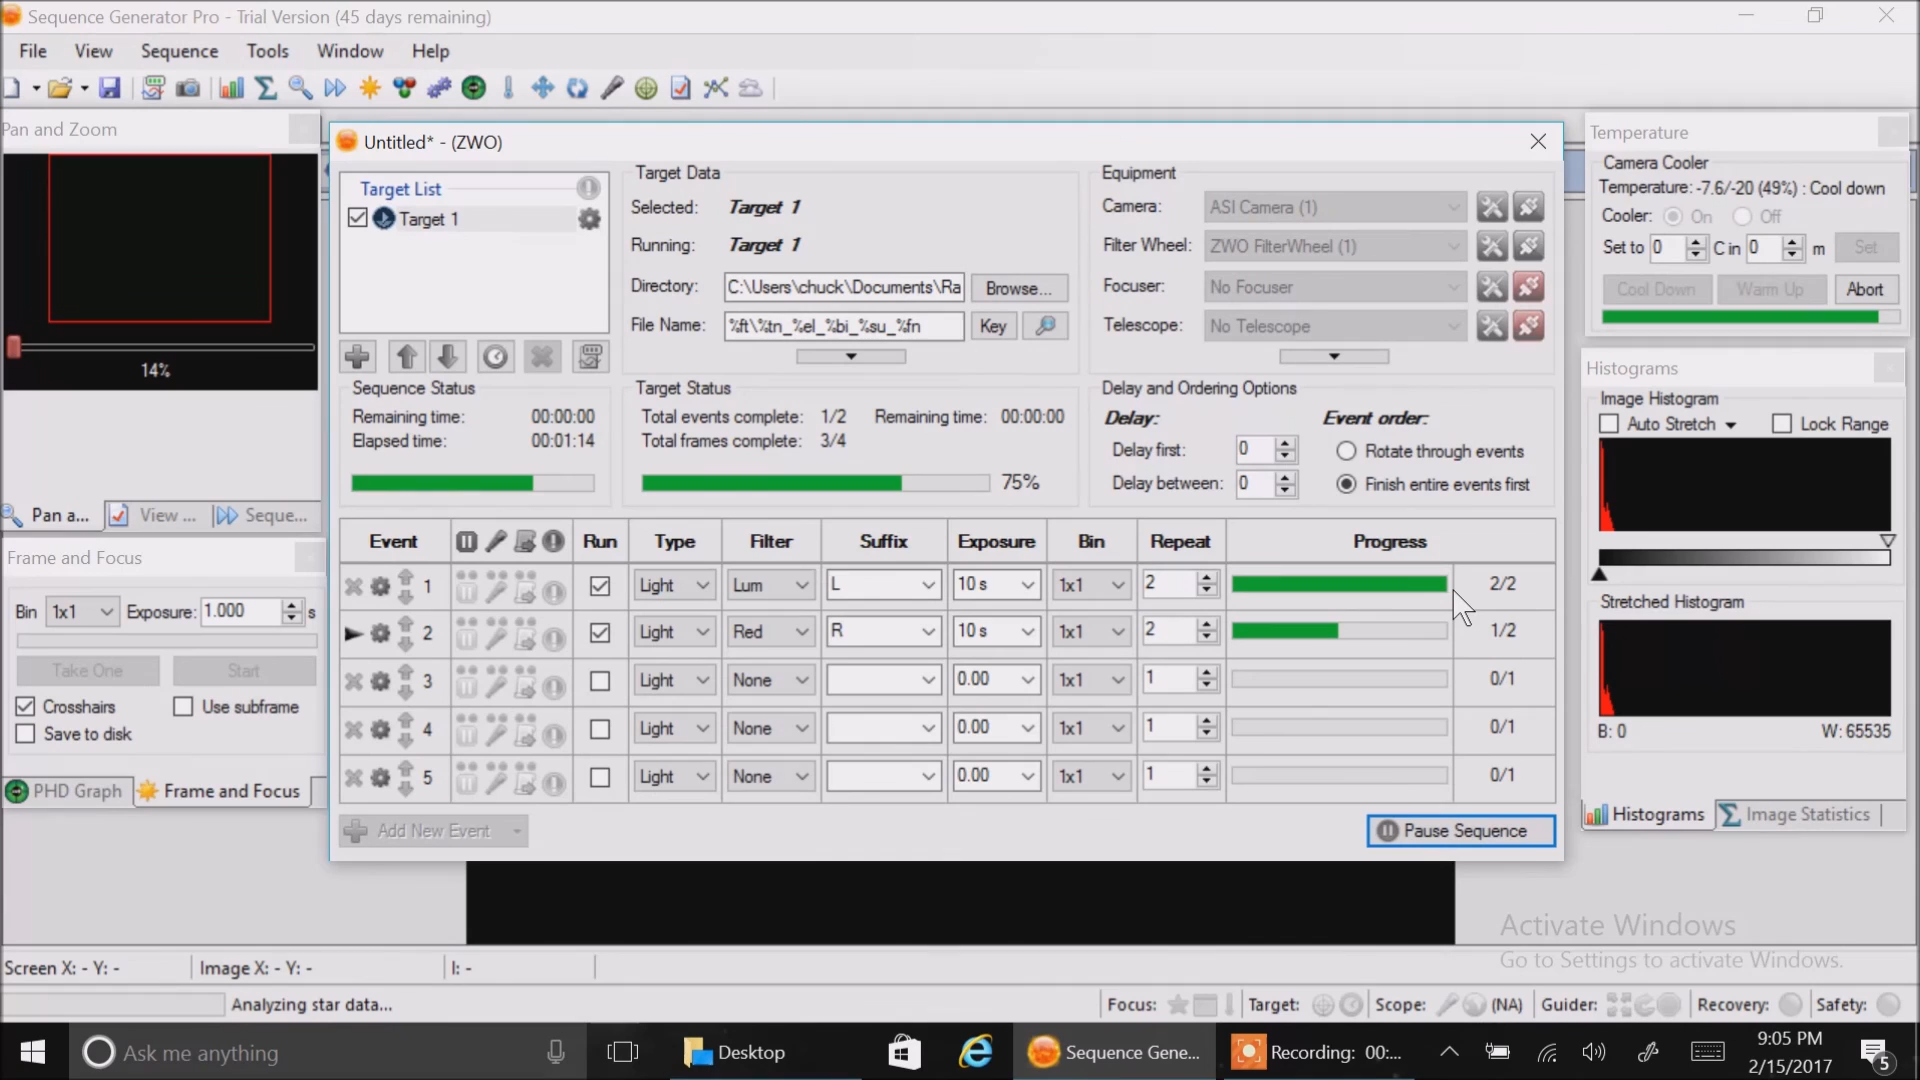 Sequence Generator Pro - Trial Version (45 days remaining)
File View Sequence Tools Window Help
Pan and Zoom
14%
Pan a... View ... Seque...
Frame and Focus
Bin 1x1 Exposure: 1.000 s
Take One Start
Crosshairs Use subframe
Save to disk
PHD Graph Frame and Focus
Untitled* - (ZWO)
Target List
Target 1
Target Data
Selected: Target 1
Running: Target 1
Directory: C:\Users\chuck\Documents\Ra Browse...
File Name: %ft\%tn_%el_%bi_%su_%fn Key
Equipment
Camera: ASI Camera (1)
Filter Wheel: ZWO FilterWheel (1)
Focuser: No Focuser
Telescope: No Telescope
Sequence Status
Remaining time: 00:00:00
Elapsed time: 00:01:14
Target Status
Total events complete: 1/2 Remaining time: 00:00:00
Total frames complete: 3/4
75%
Delay and Ordering Options
Delay: Event order:
Delay first: 0 Rotate through events
Delay between: 0 Finish entire events first
Event Run Type Filter Suffix Exposure Bin Repeat Progress
1 Light Lum L 10 s 1x1 2 2/2
2 Light Red R 10 s 1x1 2 1/2
3 Light None 0.00 1x1 1 0/1
4 Light None 0.00 1x1 1 0/1
5 Light None 0.00 1x1 1 0/1
Add New Event Pause Sequence
Temperature
Camera Cooler
Temperature: -7.6/-20 (49%) : Cool down
Cooler: On Off
Set to 0 C in 0 m Set
Cool Down Warm Up Abort
Histograms
Image Histogram
Auto Stretch Lock Range
Stretched Histogram
B: 0 W: 65535
Histograms Image Statistics
Activate Windows
Go to Settings to activate Windows.
Screen X: - Y: - Image X: - Y: - I: -
Analyzing star data... Focus: Target: Scope: (NA) Guider: Recovery: Safety:
Ask me anything Desktop Sequence Gene... Recording: 00:... 9:05 PM
2/15/2017 5